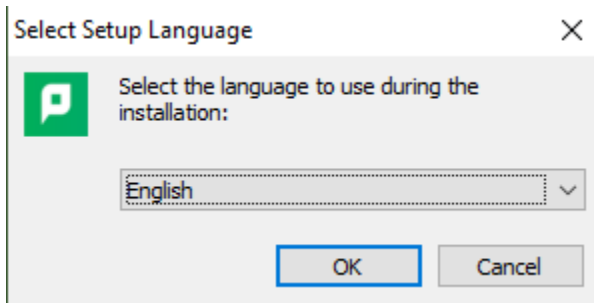 Select Setup Language
Select the language to use during the
installation:
English
OK
Cancel